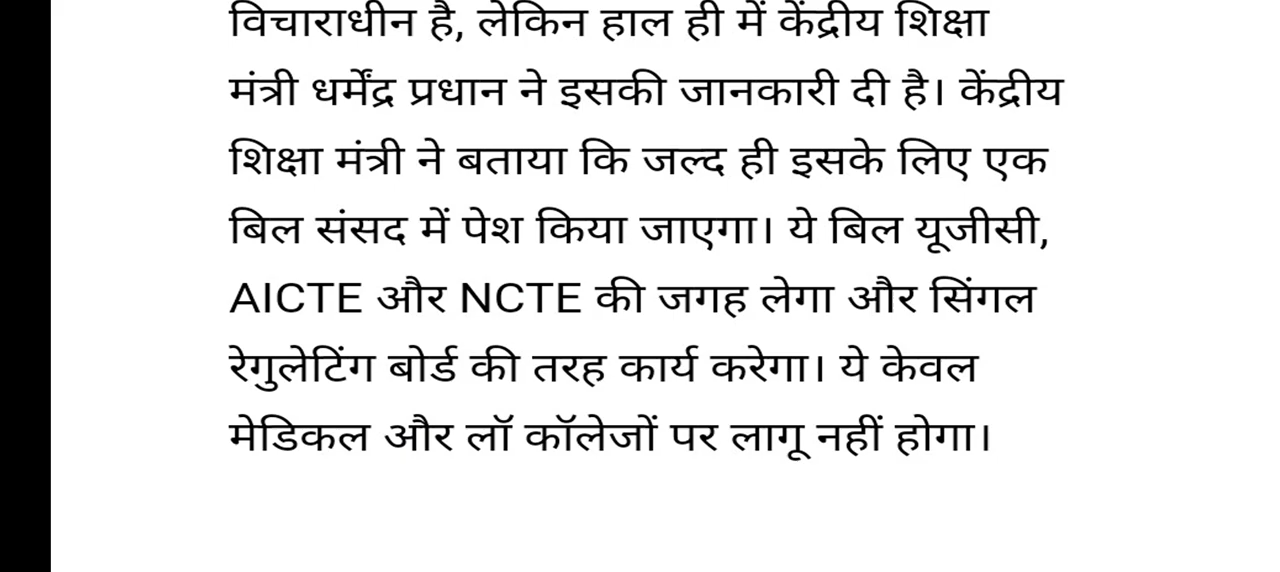 विचाराधीन है, लेकिन हाल ही में केंद्रीय शिक्षा
मंत्री धर्मेंद्र प्रधान ने इसकी जानकारी दी है। केंद्रीय
शिक्षा मंत्री ने बताया कि जल्द ही इसके लिए एक
बिल संसद में पेश किया जाएगा। ये बिल यूजीसी,
AICTE और NCTE की जगह लेगा और सिंगल
रेगुलेटिंग बोर्ड की तरह कार्य करेगा। ये केवल
मेडिकल और लॉ कॉलेजों पर लागू नहीं होगा।